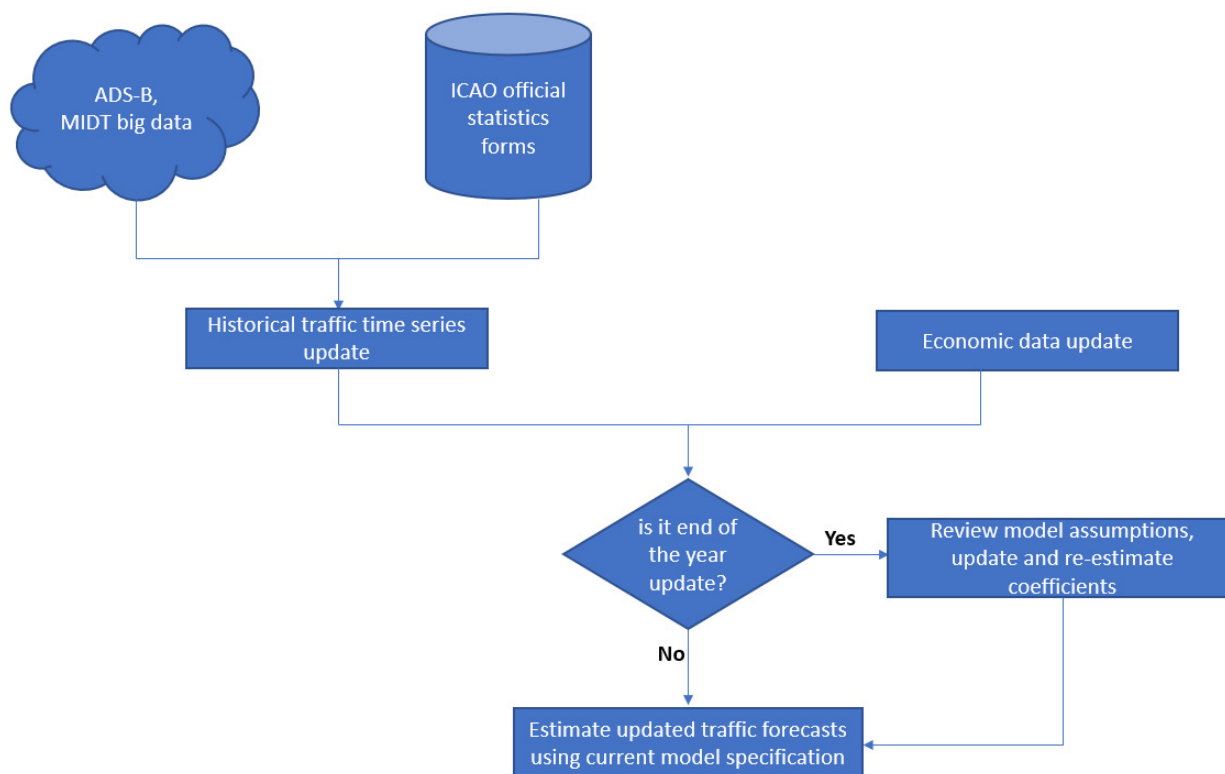 ADS-B,
MIDT big data
ICAO official
statistics
forms
Historical traffic time series
update
Economic data update
is it end of
the year
update?
Yes
Review model assumptions,
update and re-estimate
coefficients
No
Estimate updated traffic forecasts
using current model specification